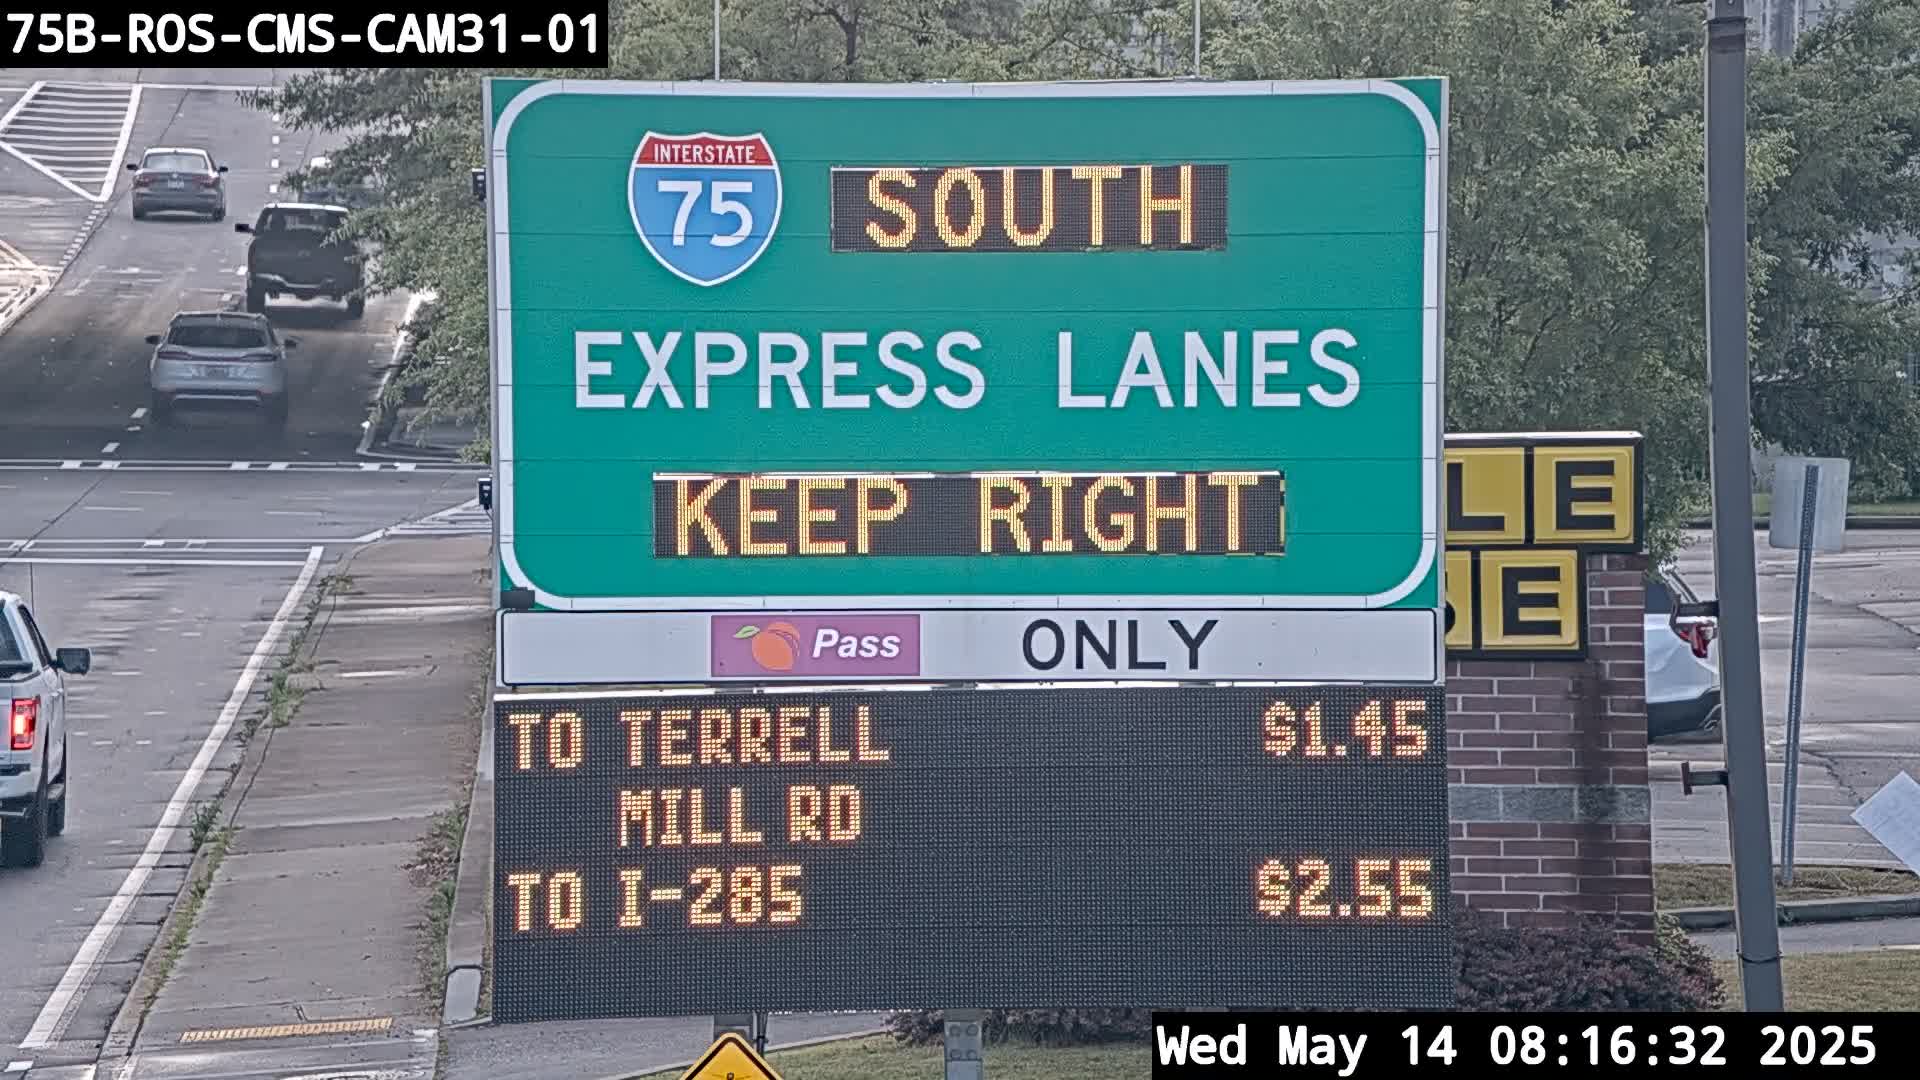 75B-ROS-CMS-CAM31-01
INTERSTATE
75
SOUTH
EXPRESS LANES
KEEP RIGHT
Pass ONLY
TO TERRELL $1.45
MILL RD
TO I-285 $2.55
LE
E
Wed May 14 08:16:32 2025